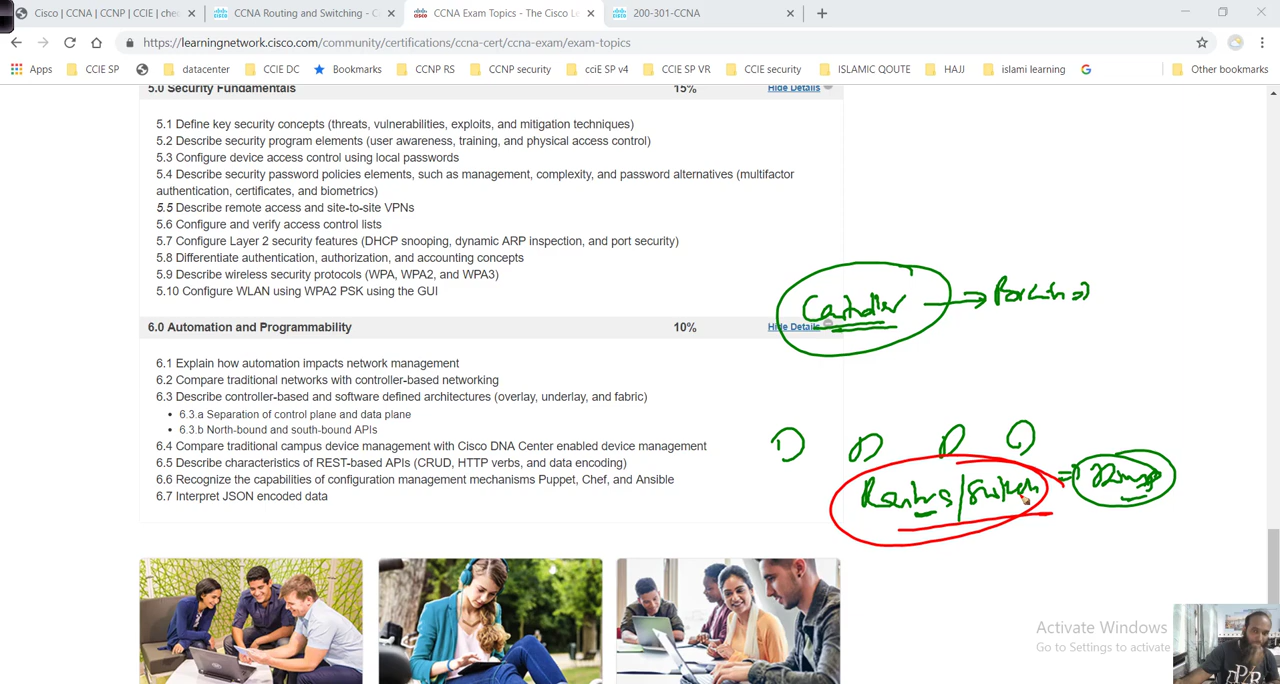 Cisco | CCNA | CCNP | CCIE | che
CCNA Routing and Switching - C
CCNA Exam Topics - The Cisco Le
200-301-CCNA
https://learningnetwork.cisco.com/community/certifications/ccna-cert/ccna-exam/exam-topics
Apps CCIE SP datacenter CCIE DC Bookmarks CCNP RS CCNP security cciE SP v4 CCIE SP VR CCIE security ISLAMIC QOUTE HAJJ islami learning Other bookmarks
5.0 Security Fundamentals 15% Hide Details
5.1 Define key security concepts (threats, vulnerabilities, exploits, and mitigation techniques)
5.2 Describe security program elements (user awareness, training, and physical access control)
5.3 Configure device access control using local passwords
5.4 Describe security password policies elements, such as management, complexity, and password alternatives (multifactor
authentication, certificates, and biometrics)
5.5 Describe remote access and site-to-site VPNs
5.6 Configure and verify access control lists
5.7 Configure Layer 2 security features (DHCP snooping, dynamic ARP inspection, and port security)
5.8 Differentiate authentication, authorization, and accounting concepts
5.9 Describe wireless security protocols (WPA, WPA2, and WPA3)
5.10 Configure WLAN using WPA2 PSK using the GUI
Controller
6.0 Automation and Programmability 10% Hide Details
6.1 Explain how automation impacts network management
6.2 Compare traditional networks with controller-based networking
6.3 Describe controller-based and software defined architectures (overlay, underlay, and fabric)
• 6.3.a Separation of control plane and data plane
• 6.3.b North-bound and south-bound APIs
6.4 Compare traditional campus device management with Cisco DNA Center enabled device management
6.5 Describe characteristics of REST-based APIs (CRUD, HTTP verbs, and data encoding)
6.6 Recognize the capabilities of configuration management mechanisms Puppet, Chef, and Ansible
6.7 Interpret JSON encoded data
D D D D
Routers/Switch
Activate Windows
Go to Settings to activate